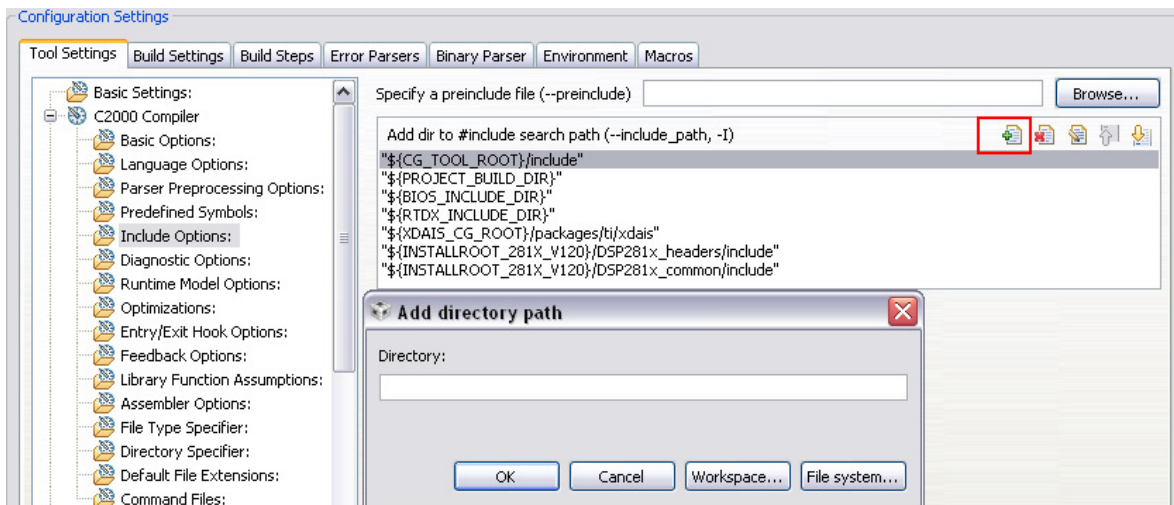 Configuration Settings
Tool Settings Build Settings Build Steps Error Parsers Binary Parser Environment Macros
Basic Settings:
C2000 Compiler
Basic Options:
Language Options:
Parser Preprocessing Options:
Predefined Symbols:
Include Options:
Diagnostic Options:
Runtime Model Options:
Optimizations:
Entry/Exit Hook Options:
Feedback Options:
Library Function Assumptions:
Assembler Options:
File Type Specifier:
Directory Specifier:
Default File Extensions:
Command Files:
Specify a preinclude file (--preinclude) Browse...
Add dir to #include search path (--include_path, -I)
"${CG_TOOL_ROOT}/include"
"${PROJECT_BUILD_DIR}"
"${BIOS_INCLUDE_DIR}"
"${RTDX_INCLUDE_DIR}"
"${XDAIS_CG_ROOT}/packages/ti/xdais"
"${INSTALLROOT_281X_V120}/DSP281x_headers/include"
"${INSTALLROOT_281X_V120}/DSP281x_common/include"
Add directory path
Directory:
OK Cancel Workspace... File system...